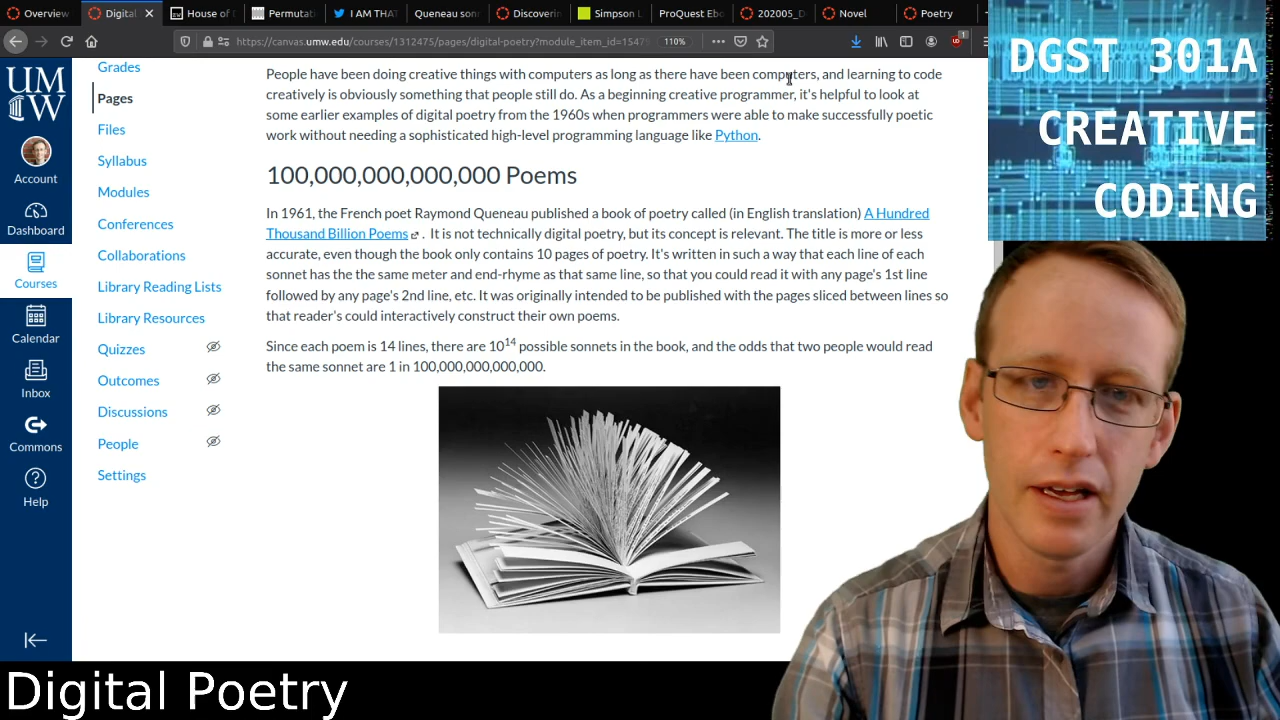 Overview
Digital
House of
Permutat
I AM THAT
Queneau son
Discoverin
Simpson L
ProQuest Ebo
202005_D
Novel
Poetry
https://canvas.umw.edu/courses/1312475/pages/digital-poetry?module_item_id=1547
110%
1
UMW
Account
Dashboard
Courses
Calendar
Inbox
Commons
Help
Grades
Pages
Files
Syllabus
Modules
Conferences
Collaborations
Library Reading Lists
Library Resources
Quizzes
Outcomes
Discussions
People
Settings
People have been doing creative things with computers as long as there have been computers, and learning to code
creatively is obviously something that people still do. As a beginning creative programmer, it's helpful to look at
some earlier examples of digital poetry from the 1960s when programmers were able to make successfully poetic
work without needing a sophisticated high-level programming language like Python.
100,000,000,000,000 Poems
In 1961, the French poet Raymond Queneau published a book of poetry called (in English translation) A Hundred
Thousand Billion Poems . It is not technically digital poetry, but its concept is relevant. The title is more or less
accurate, even though the book only contains 10 pages of poetry. It's written in such a way that each line of each
sonnet has the the same meter and end-rhyme as that same line, so that you could read it with any page's 1st line
followed by any page's 2nd line, etc. It was originally intended to be published with the pages sliced between lines so
that reader's could interactively construct their own poems.
Since each poem is 14 lines, there are 10¹⁴ possible sonnets in the book, and the odds that two people would read
the same sonnet are 1 in 100,000,000,000,000.
DGST 301A
CREATIVE
CODING
Digital Poetry